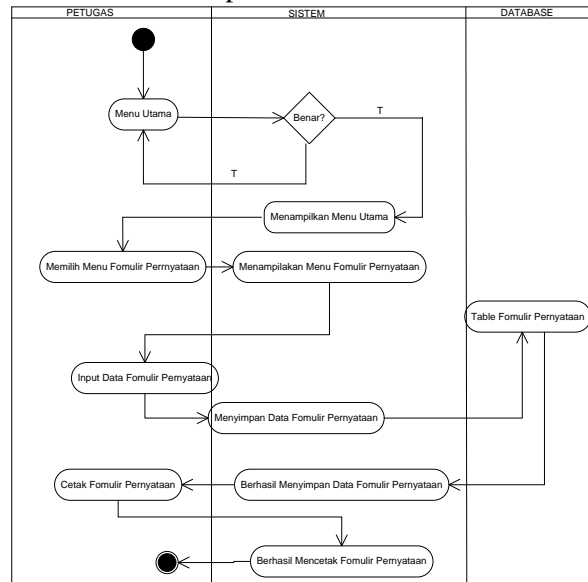 PETUGAS
SISTEM
DATABASE
Menu Utama
Benar?
T
T
Menampilkan Menu Utama
Memilih Menu Fomulir Perrnyataan
Menampilakan Menu Fomulir Pernyataan
Table Fomulir Pernyataan
Input Data Fomulir Pernyataan
Menyimpan Data Fomulir Pernyataan
Cetak Fomulir Pernyataan
Berhasil Menyimpan Data Fomulir Pernyataan
Berhasil Mencetak Fomulir Pernyataan